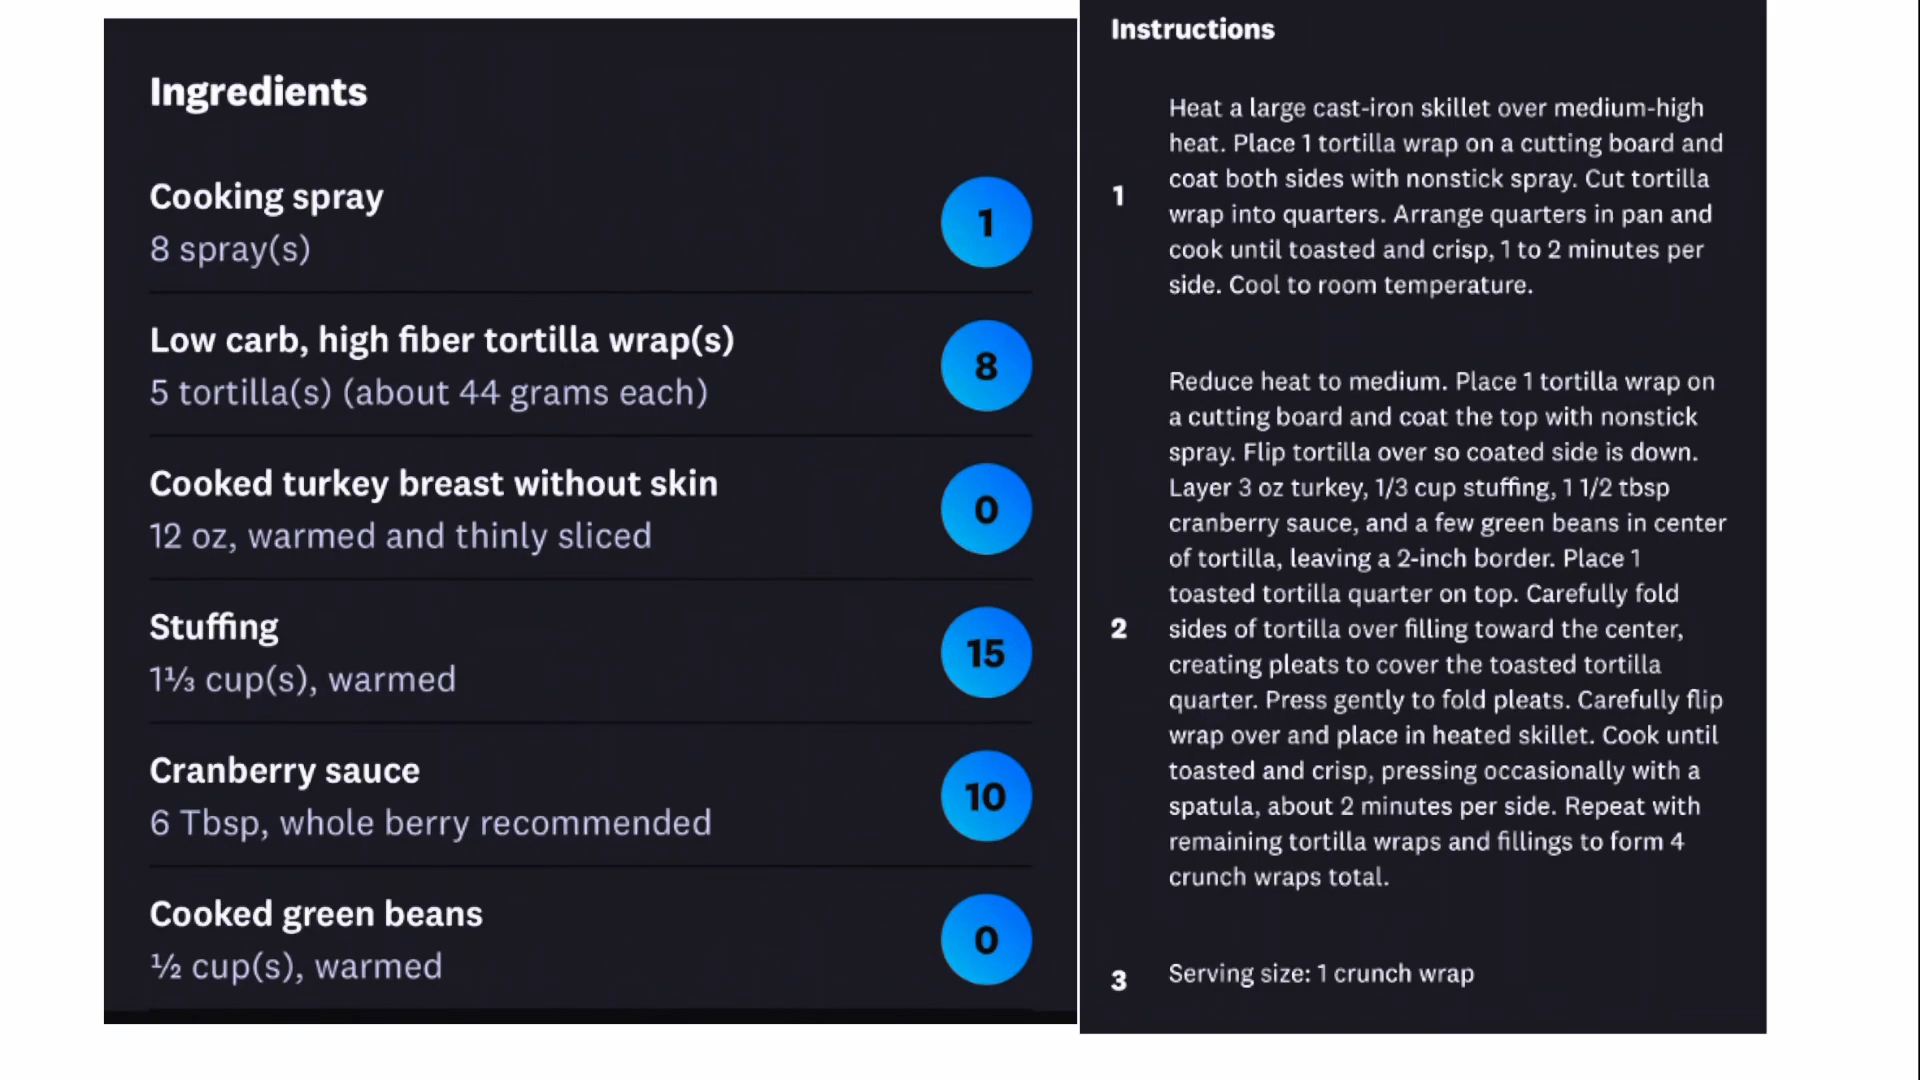 Ingredients
Cooking spray
8 spray(s)
1
Low carb, high fiber tortilla wrap(s)
5 tortilla(s) (about 44 grams each)
8
Cooked turkey breast without skin
12 oz, warmed and thinly sliced
0
Stuffing
1⅓ cup(s), warmed
15
Cranberry sauce
6 Tbsp, whole berry recommended
10
Cooked green beans
½ cup(s), warmed
0
Instructions
1
Heat a large cast-iron skillet over medium-high
heat. Place 1 tortilla wrap on a cutting board and
coat both sides with nonstick spray. Cut tortilla
wrap into quarters. Arrange quarters in pan and
cook until toasted and crisp, 1 to 2 minutes per
side. Cool to room temperature.
2
Reduce heat to medium. Place 1 tortilla wrap on
a cutting board and coat the top with nonstick
spray. Flip tortilla over so coated side is down.
Layer 3 oz turkey, 1/3 cup stuffing, 1 1/2 tbsp
cranberry sauce, and a few green beans in center
of tortilla, leaving a 2-inch border. Place 1
toasted tortilla quarter on top. Carefully fold
sides of tortilla over filling toward the center,
creating pleats to cover the toasted tortilla
quarter. Press gently to fold pleats. Carefully flip
wrap over and place in heated skillet. Cook until
toasted and crisp, pressing occasionally with a
spatula, about 2 minutes per side. Repeat with
remaining tortilla wraps and fillings to form 4
crunch wraps total.
3
Serving size: 1 crunch wrap